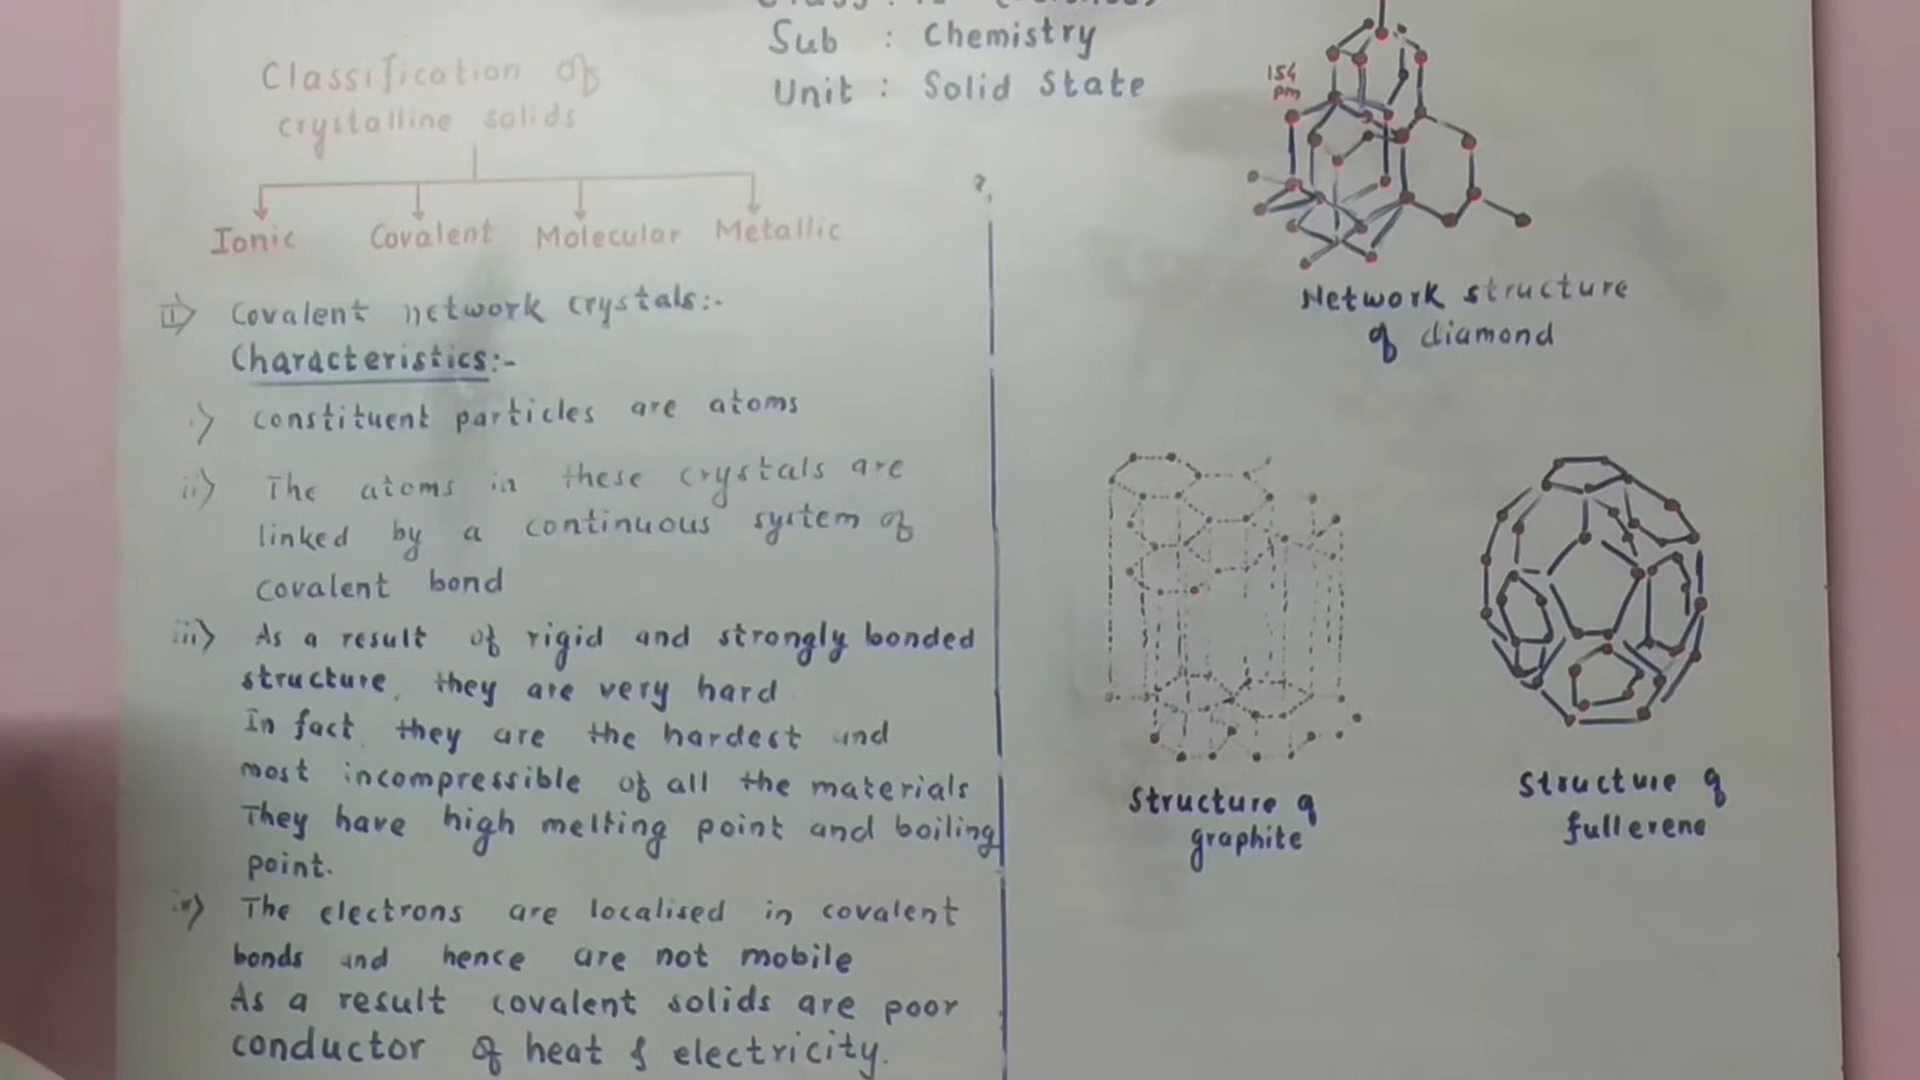 Sub : Chemistry
Unit : Solid State
Classification of
crystalline solids
Ionic Covalent Molecular Metallic
Covalent network crystals:-
Characteristics:-
i) constituent particles are atoms
ii) The atoms in these crystals are
linked by a continuous system of
covalent bond
iii) As a result of rigid and strongly bonded
structure, they are very hard
In fact they are the hardest and
most incompressible of all the materials
They have high melting point and boiling
point.
iv) The electrons are localised in covalent
bonds and hence are not mobile
As a result covalent solids are poor
conductor of heat & electricity.
154
pm
Network structure
of diamond
Structure of
graphite
Structure of
fullerene